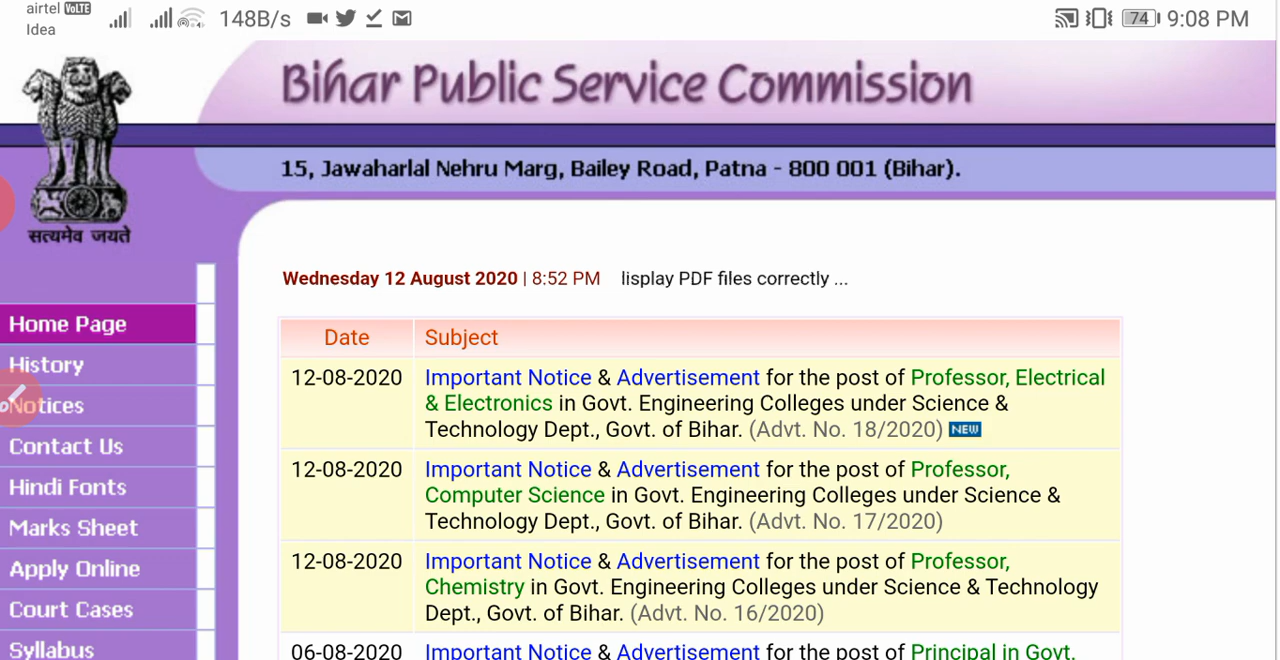 airtel VoLTE
Idea
148B/s
74
9:08 PM
Bihar Public Service Commission
15, Jawaharlal Nehru Marg, Bailey Road, Patna - 800 001 (Bihar).
सत्यमेव जयते
Wednesday 12 August 2020 | 8:52 PM lisplay PDF files correctly ...
Home Page
History
Notices
Contact Us
Hindi Fonts
Marks Sheet
Apply Online
Court Cases
Syllabus
Date Subject
12-08-2020 Important Notice & Advertisement for the post of Professor, Electrical
& Electronics in Govt. Engineering Colleges under Science &
Technology Dept., Govt. of Bihar. (Advt. No. 18/2020) NEW
12-08-2020 Important Notice & Advertisement for the post of Professor,
Computer Science in Govt. Engineering Colleges under Science &
Technology Dept., Govt. of Bihar. (Advt. No. 17/2020)
12-08-2020 Important Notice & Advertisement for the post of Professor,
Chemistry in Govt. Engineering Colleges under Science & Technology
Dept., Govt. of Bihar. (Advt. No. 16/2020)
06-08-2020 Important Notice & Advertisement for the post of Principal in Govt.